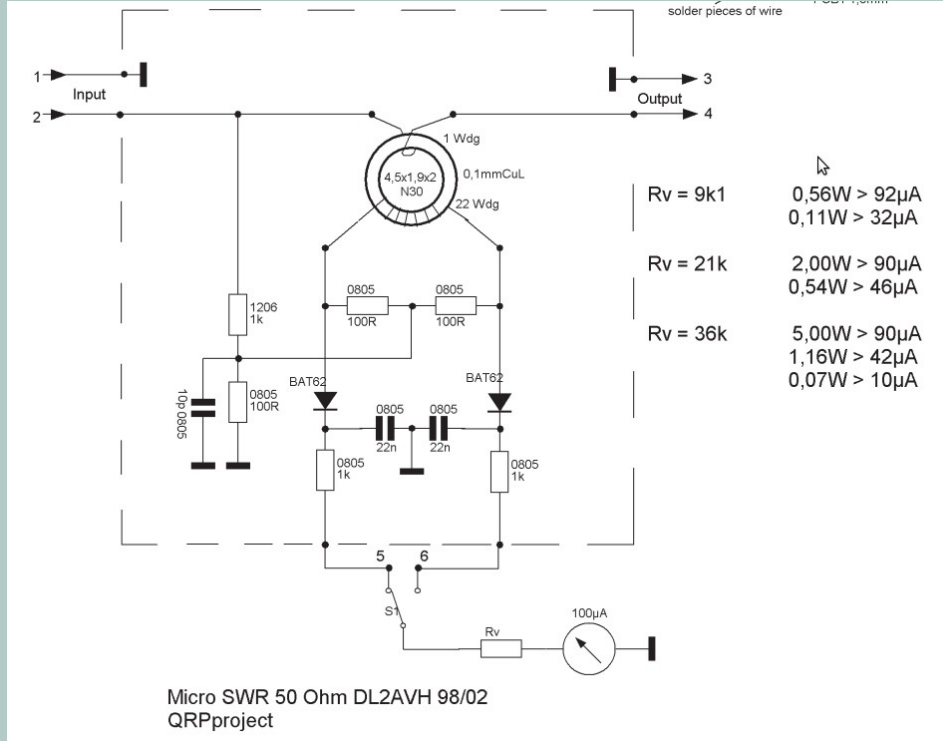 solder pieces of wire
1
3
Input
Output
2
4
1 Wdg
4,5x1,9x2
N30
0,1mmCuL
22 Wdg
Rv = 9k1 0,56W > 92µA
0,11W > 32µA
Rv = 21k 2,00W > 90µA
0,54W > 46µA
Rv = 36k 5,00W > 90µA
1,16W > 42µA
0,07W > 10µA
0805
100R
0805
100R
1206
1k
10p 0805
0805
100R
BAT62
BAT62
0805
22n
0805
22n
0805
1k
0805
1k
5
6
S1
Rv
100µA
Micro SWR 50 Ohm DL2AVH 98/02
QRPproject